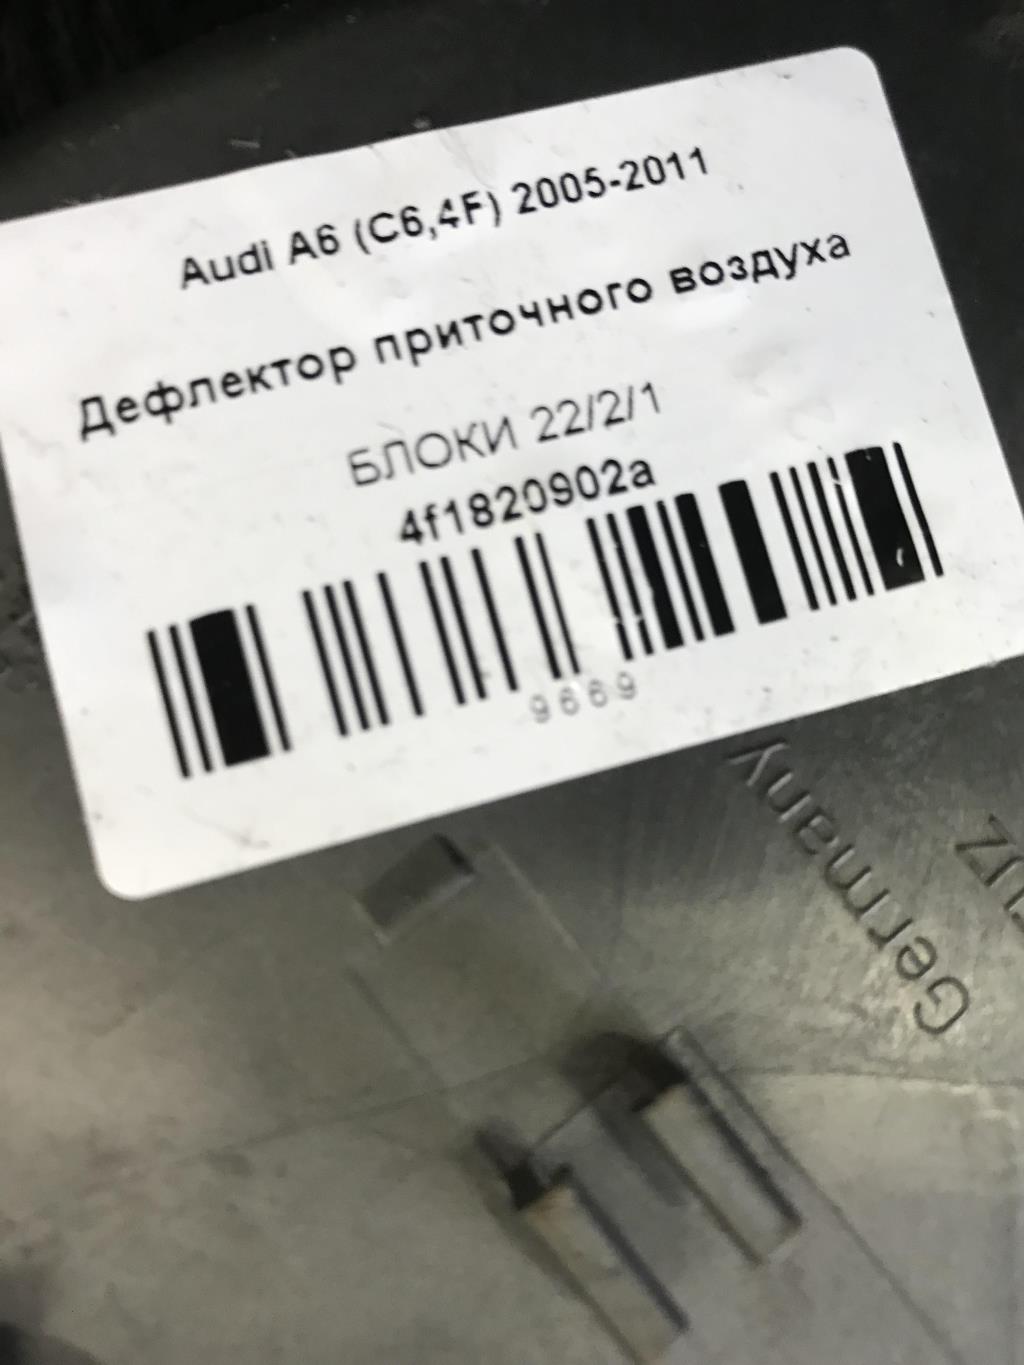 Audi A6 (C6,4F) 2005-2011
Дефлектор приточного воздуха
БЛОКИ 22/2/1
4f1820902a
9669
Germany